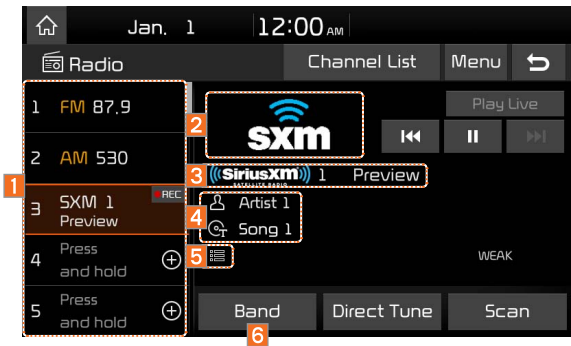 Jan. 1 12:00 AM
Radio Channel List Menu
1 FM 87.9
Play Live
2
sxm
2 AM 530
1
3 SiriusXM 1 Preview
SATELLITE RADIO
3 SXM 1 REC
Preview
4 Artist 1
Song 1
4 Press
and hold
5
WEAK
5 Press
and hold
Band Direct Tune Scan
6